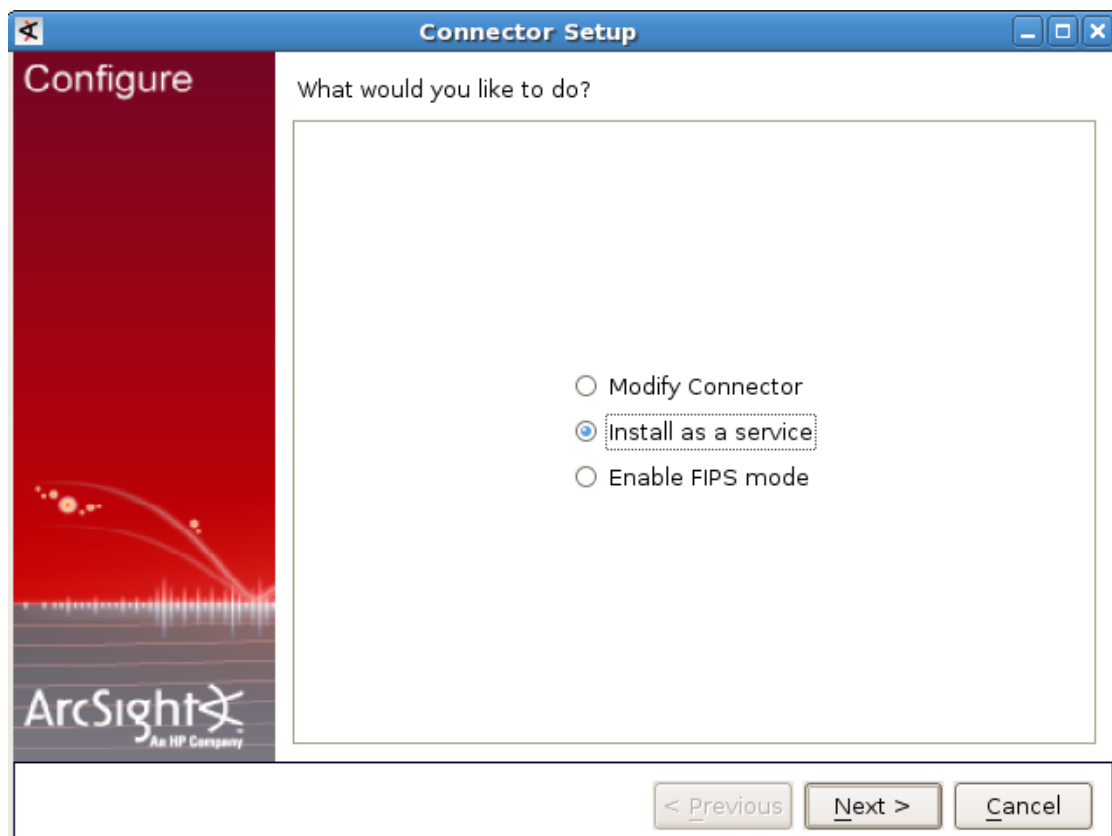 Connector Setup
Configure
What would you like to do?
Modify Connector
Install as a service
Enable FIPS mode
ArcSight
An HP Company
< Previous
Next >
Cancel